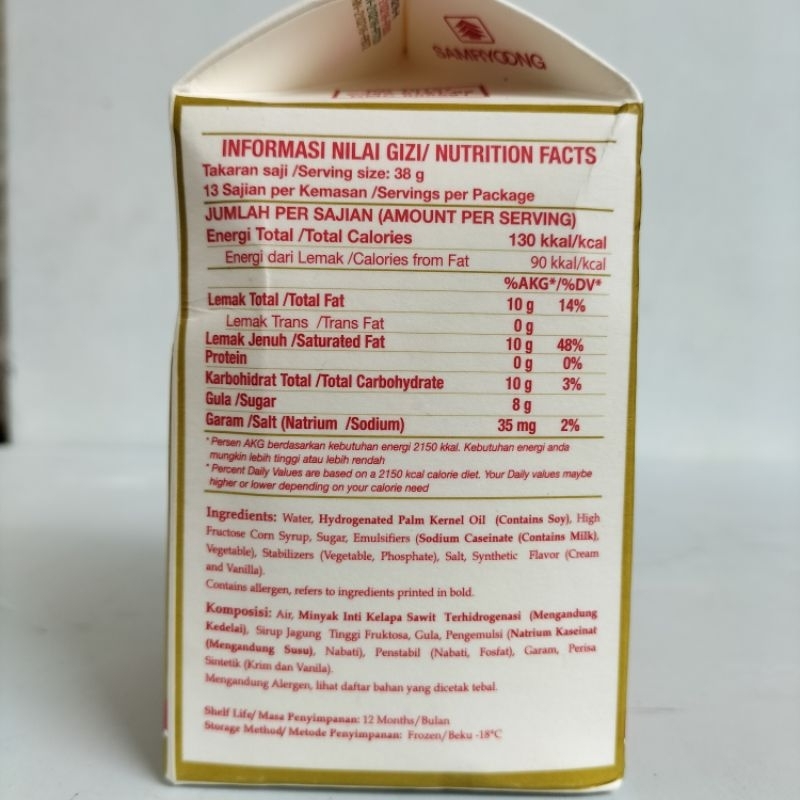 SAMRYOONG
INFORMASI NILAI GIZI/ NUTRITION FACTS
Takaran saji /Serving size: 38 g
13 Sajian per Kemasan /Servings per Package
JUMLAH PER SAJIAN (AMOUNT PER SERVING)
Energi Total /Total Calories 130 kkal/kcal
Energi dari Lemak /Calories from Fat 90 kkal/kcal
%AKG*/%DV*
Lemak Total /Total Fat 10 g 14%
Lemak Trans /Trans Fat 0 g
Lemak Jenuh /Saturated Fat 10 g 48%
Protein 0 g 0%
Karbohidrat Total /Total Carbohydrate 10 g 3%
Gula /Sugar 8 g
Garam /Salt (Natrium /Sodium) 35 mg 2%
* Persen AKG berdasarkan kebutuhan energi 2150 kkal. Kebutuhan energi anda
mungkin lebih tinggi atau lebih rendah
* Percent Daily Values are based on a 2150 kcal calorie diet. Your Daily values maybe
higher or lower depending on your calorie need
Ingredients: Water, Hydrogenated Palm Kernel Oil (Contains Soy), High
Fructose Corn Syrup, Sugar, Emulsifiers (Sodium Caseinate (Contains Milk),
Vegetable), Stabilizers (Vegetable, Phosphate), Salt, Synthetic Flavor (Cream
and Vanilla).
Contains allergen, refers to ingredients printed in bold.
Komposisi: Air, Minyak Inti Kelapa Sawit Terhidrogenasi (Mengandung
Kedelai), Sirup Jagung Tinggi Fruktosa, Gula, Pengemulsi (Natrium Kaseinat
(Mengandung Susu), Nabati), Penstabil (Nabati, Fosfat), Garam, Perisa
Sintetik (Krim dan Vanila).
Mengandung Alergen, lihat daftar bahan yang dicetak tebal.
Shelf Life/ Masa Penyimpanan: 12 Months/Bulan
Storage Method/ Metode Penyimpanan: Frozen/Beku -18°C